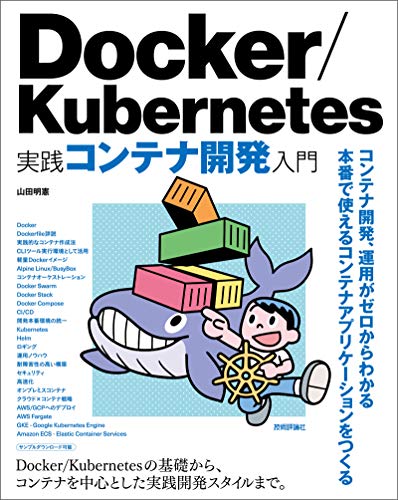 Docker/
Kubernetes
実践コンテナ開発入門
山田明憲
コンテナ開発、運用がゼロからわかる
本番で使えるコンテナアプリケーションをつくる
Docker
Dockerfile詳説
実践的なコンテナ作成法
CLIツール実行環境として活用
軽量Dockerイメージ
Alpine Linux/BusyBox
コンテナオーケストレーション
Docker Swarm
Docker Stack
Docker Compose
CI/CD
開発本番環境の統一
Kubernetes
Helm
ロギング
運用ノウハウ
耐障害性の高い構築
セキュリティ
高速化
オンプレミスコンテナ
クラウド×コンテナ戦略
AWS/GCPへのデプロイ
AWS Fargate
GKE・Google Kubernetes Engine
Amazon ECS・Elastic Container Services
サンプルダウンロード可能
技術評論社
Docker/Kubernetesの基礎から、
コンテナを中心とした実践開発スタイルまで。